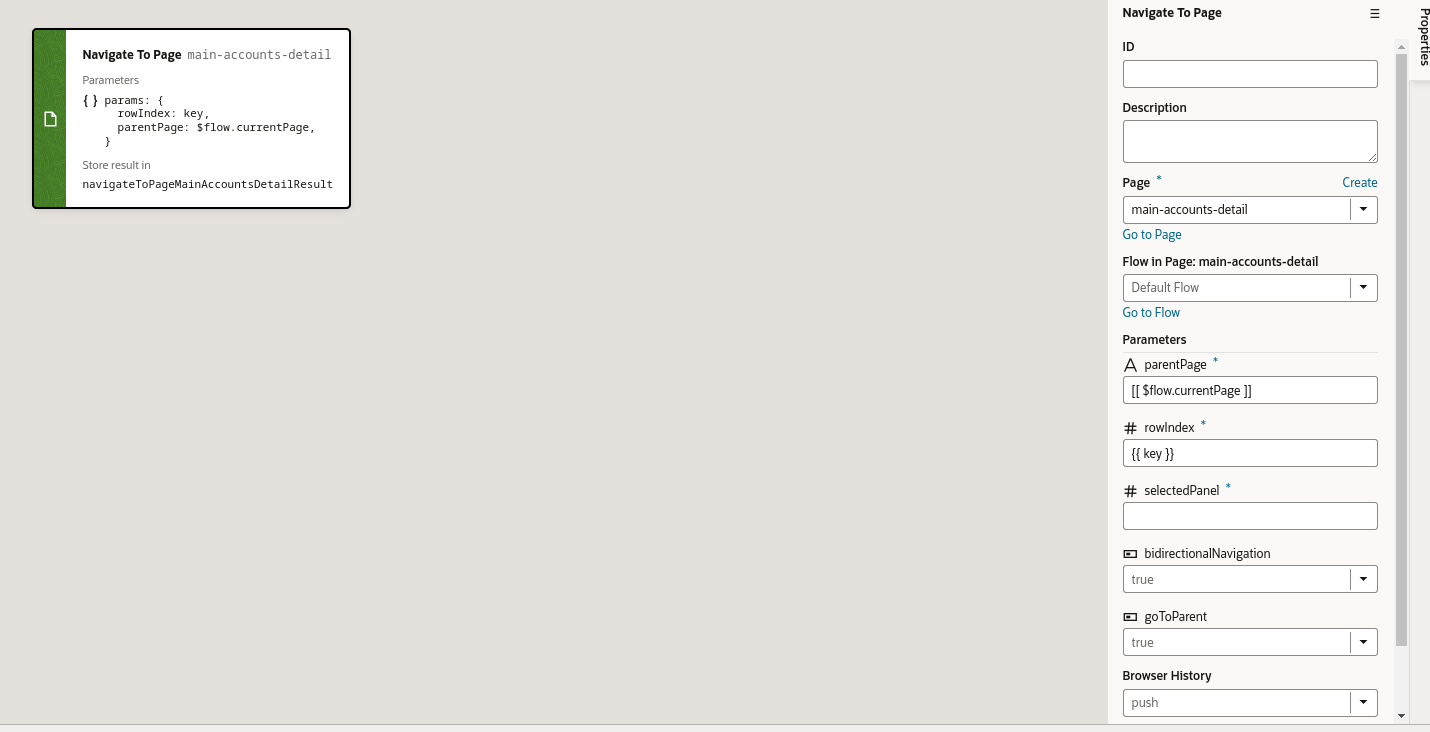 Navigate To Page main-accounts-detail
Parameters
{ } params: {
rowIndex: key,
parentPage: $flow.currentPage,
}
Store result in
navigateToPageMainAccountsDetailResult
Navigate To Page
ID
Description
Page *
Create
main-accounts-detail
Go to Page
Flow in Page: main-accounts-detail
Default Flow
Go to Flow
Parameters
parentPage *
[[ $flow.currentPage ]]
# rowIndex *
{{ key }}
# selectedPanel *
bidirectionalNavigation
true
goToParent
true
Browser History
push
Properties